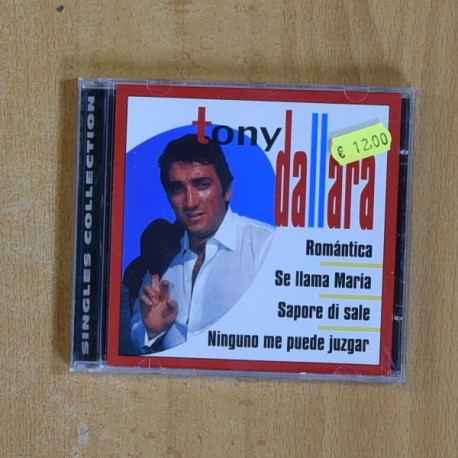 SINGLES COLLECTION
tony
dallara
€ 12,00
Romántica
Se llama María
Sapore di sale
Ninguno me puede juzgar